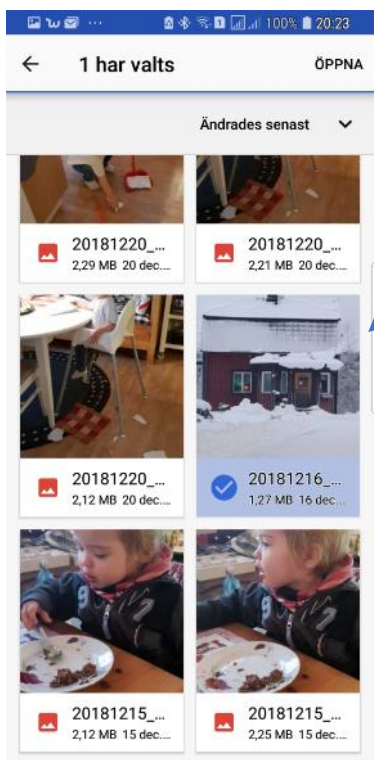 100% 20:23
1 har valts
ÖPPNA
Ändrades senast
20181220_...
2,29 MB 20 dec....
20181220_...
2,21 MB 20 dec....
20181220_...
2,12 MB 20 dec....
20181216_...
1,27 MB 16 dec....
20181215_...
2,12 MB 15 dec....
20181215_...
2,25 MB 15 dec....